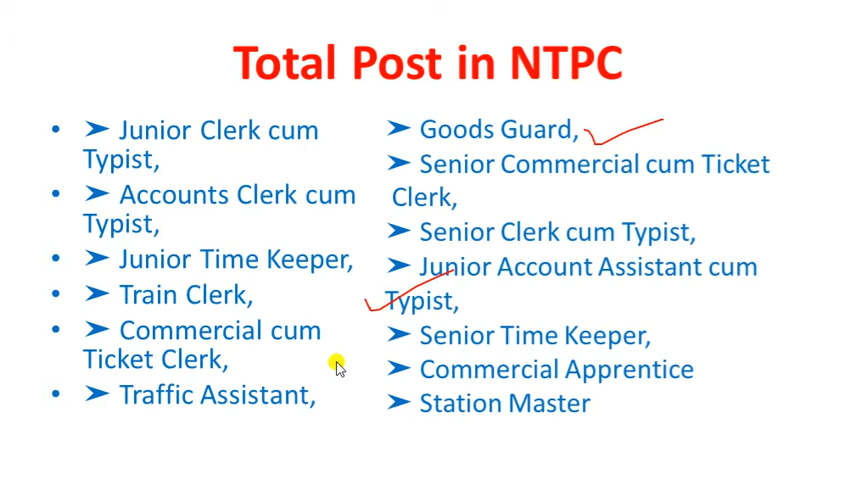 Total Post in NTPC
• ➤ Junior Clerk cum
Typist,
• ➤ Accounts Clerk cum
Typist,
• ➤ Junior Time Keeper,
• ➤ Train Clerk,
• ➤ Commercial cum
Ticket Clerk,
• ➤ Traffic Assistant,
➤ Goods Guard,
➤ Senior Commercial cum Ticket
Clerk,
➤ Senior Clerk cum Typist,
➤ Junior Account Assistant cum
Typist,
➤ Senior Time Keeper,
➤ Commercial Apprentice
➤ Station Master